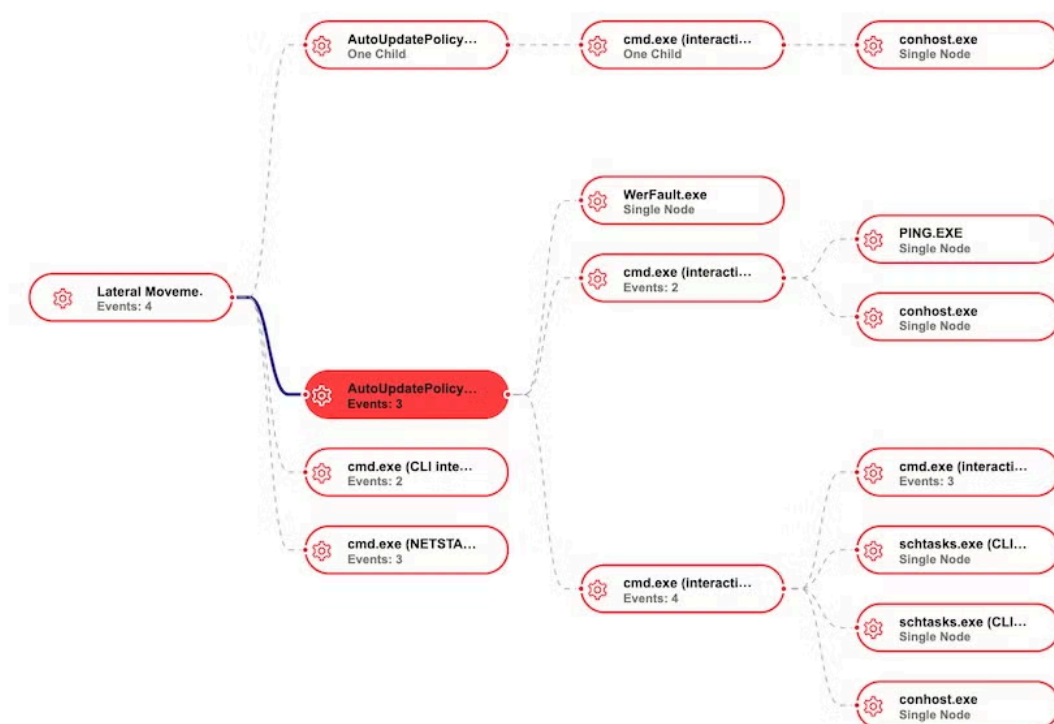 AutoUpdatePolicy...
One Child
cmd.exe (interacti...
One Child
conhost.exe
Single Node
WerFault.exe
Single Node
PING.EXE
Single Node
cmd.exe (interacti...
Events: 2
Lateral Moveme.
Events: 4
conhost.exe
Single Node
AutoUpdatePolicy...
Events: 3
cmd.exe (CLI inte...
Events: 2
cmd.exe (interacti...
Events: 3
cmd.exe (NETSTA...
Events: 3
schtasks.exe (CLI...
Single Node
cmd.exe (interacti...
Events: 4
schtasks.exe (CLI...
Single Node
conhost.exe
Single Node